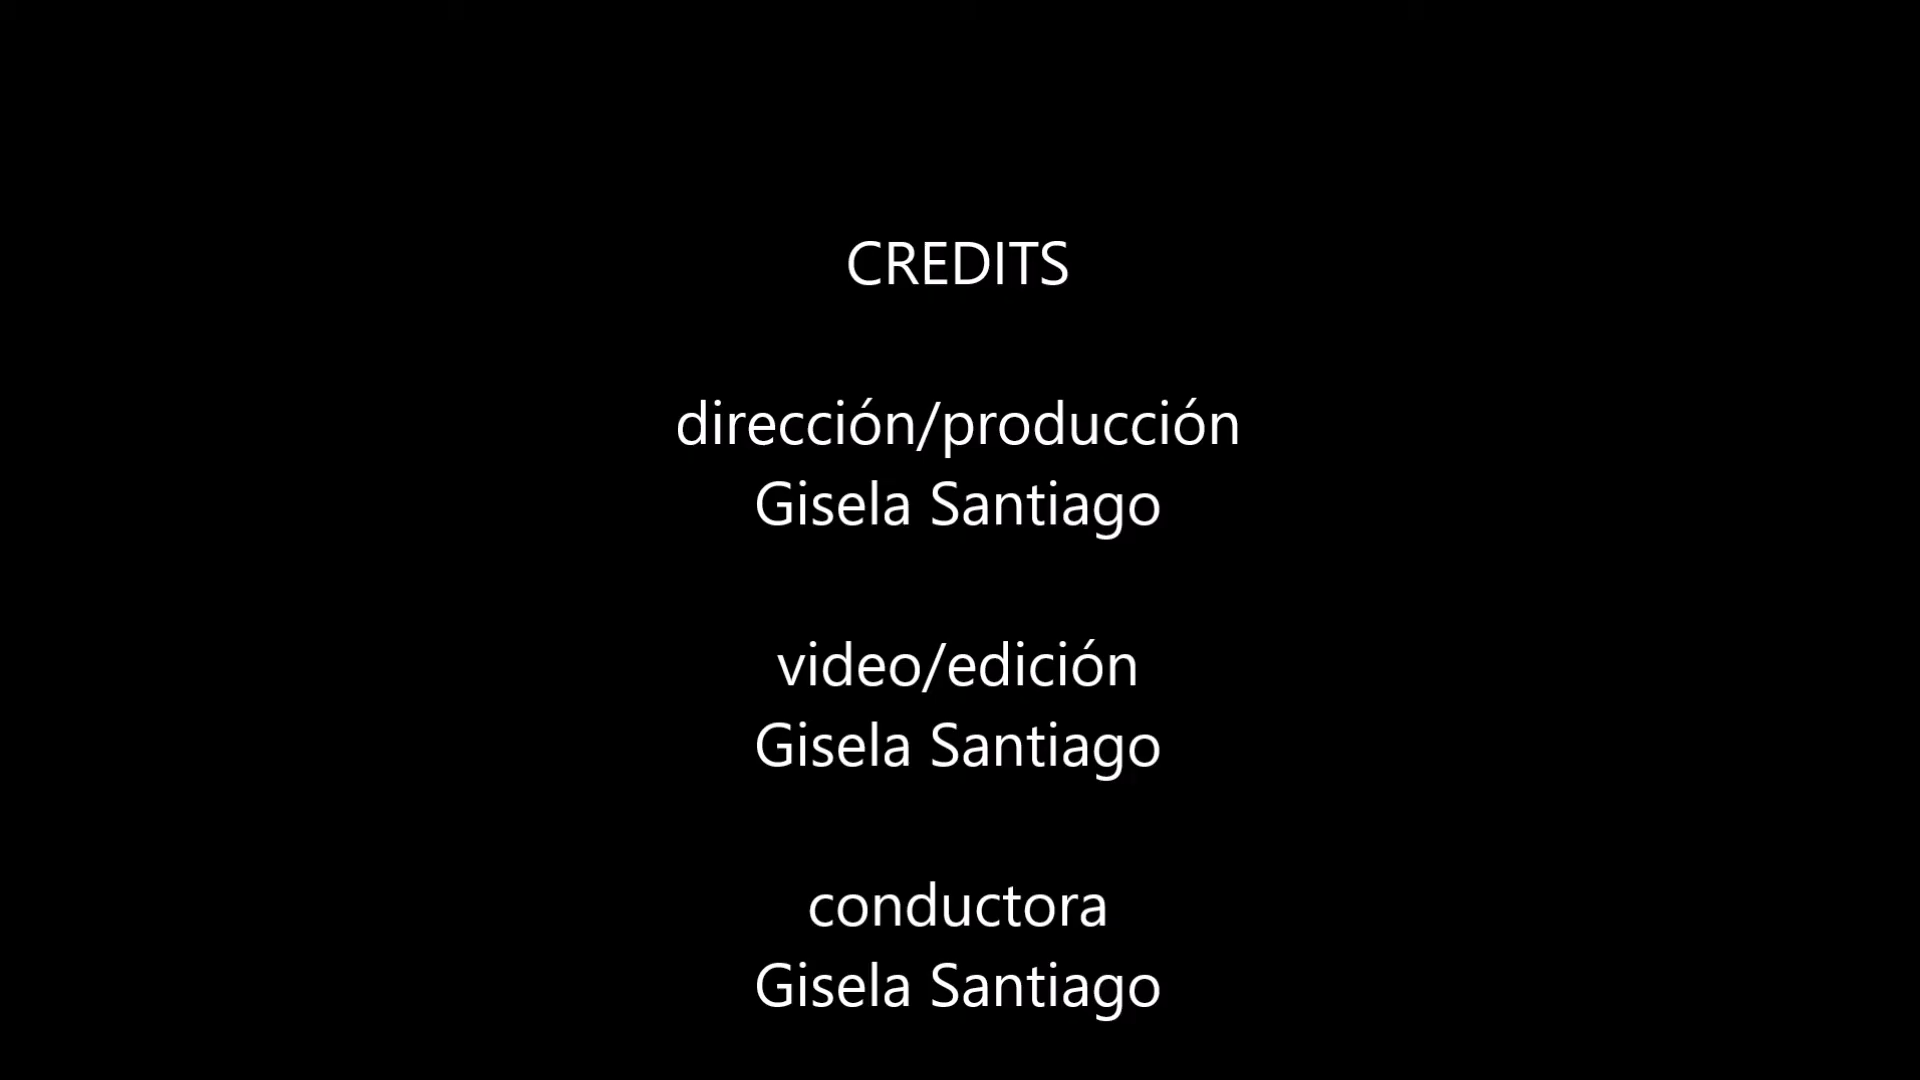 CREDITS
dirección/producción
Gisela Santiago
video/edición
Gisela Santiago
conductora
Gisela Santiago